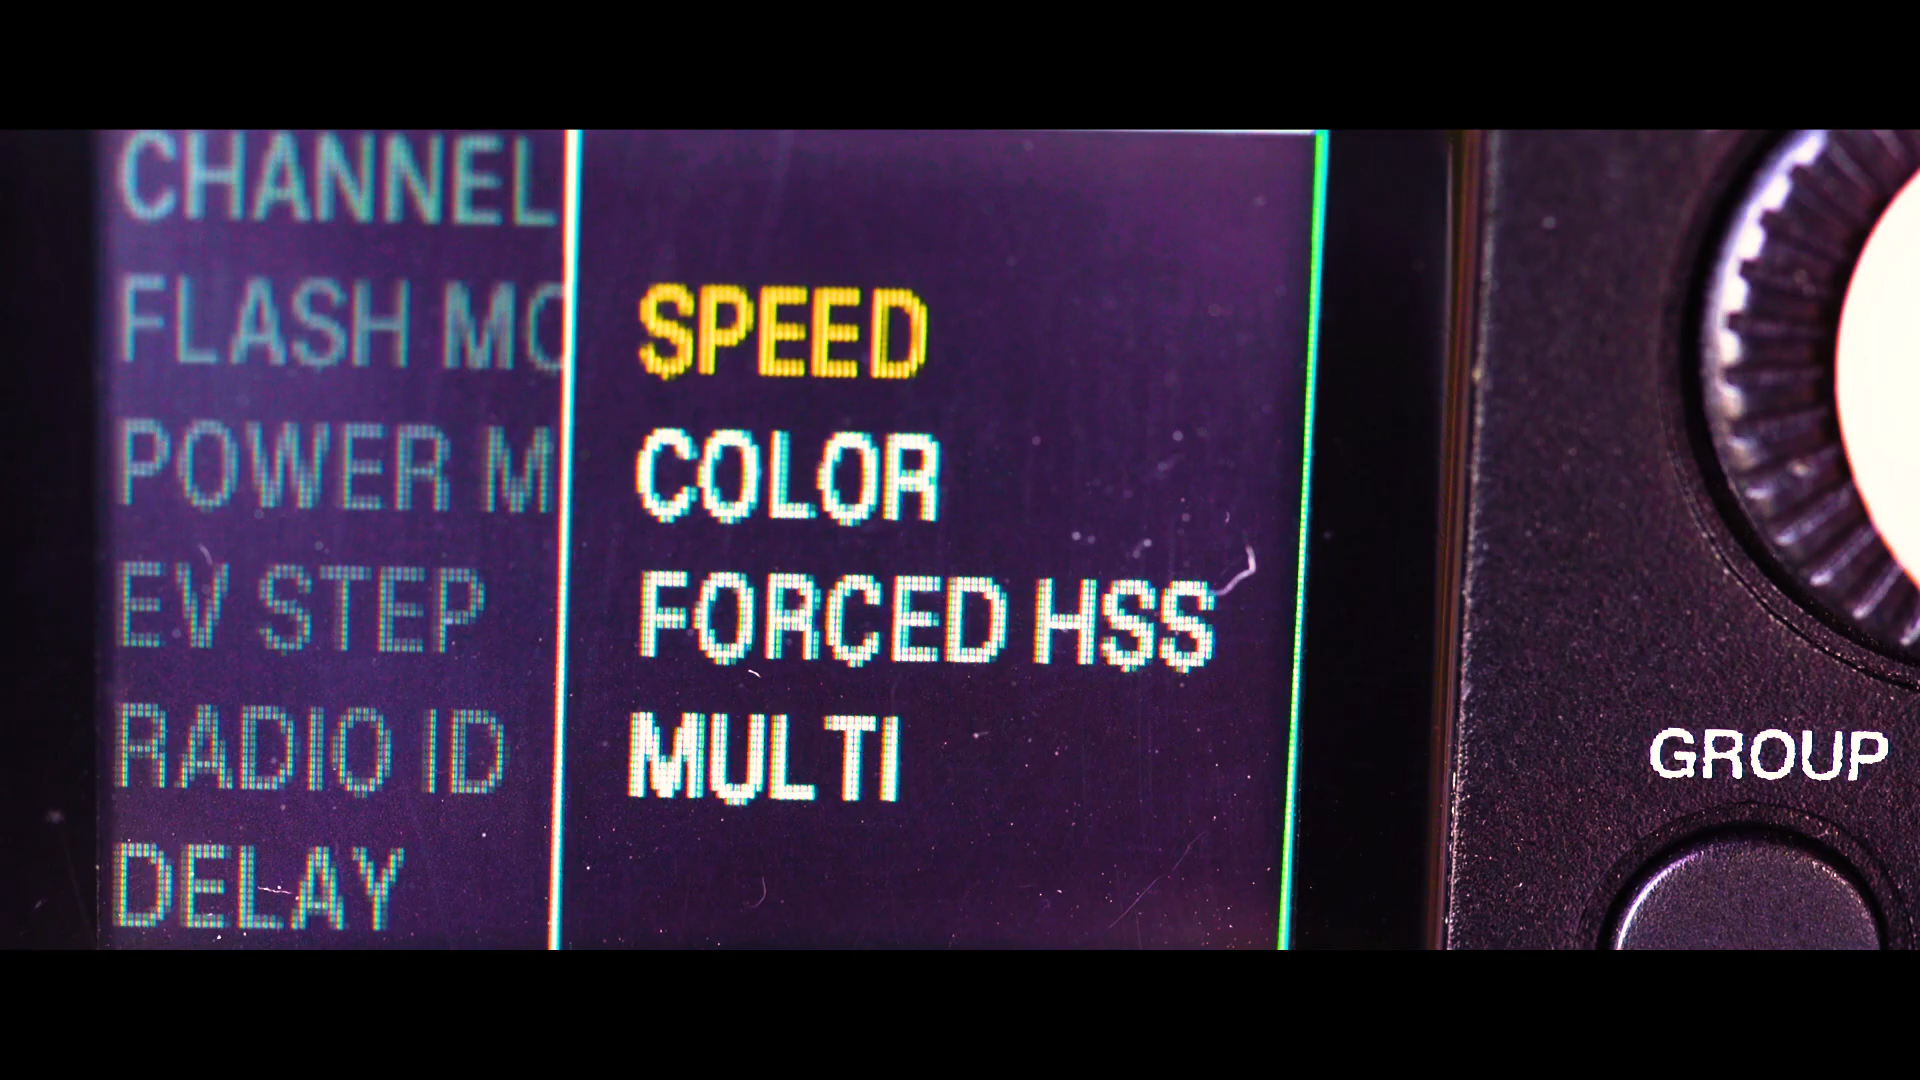 CHANNEL
FLASH MO
POWER M
EV STEP
RADIO ID
DELAY
SPEED
COLOR
FORCED HSS
MULTI
GROUP